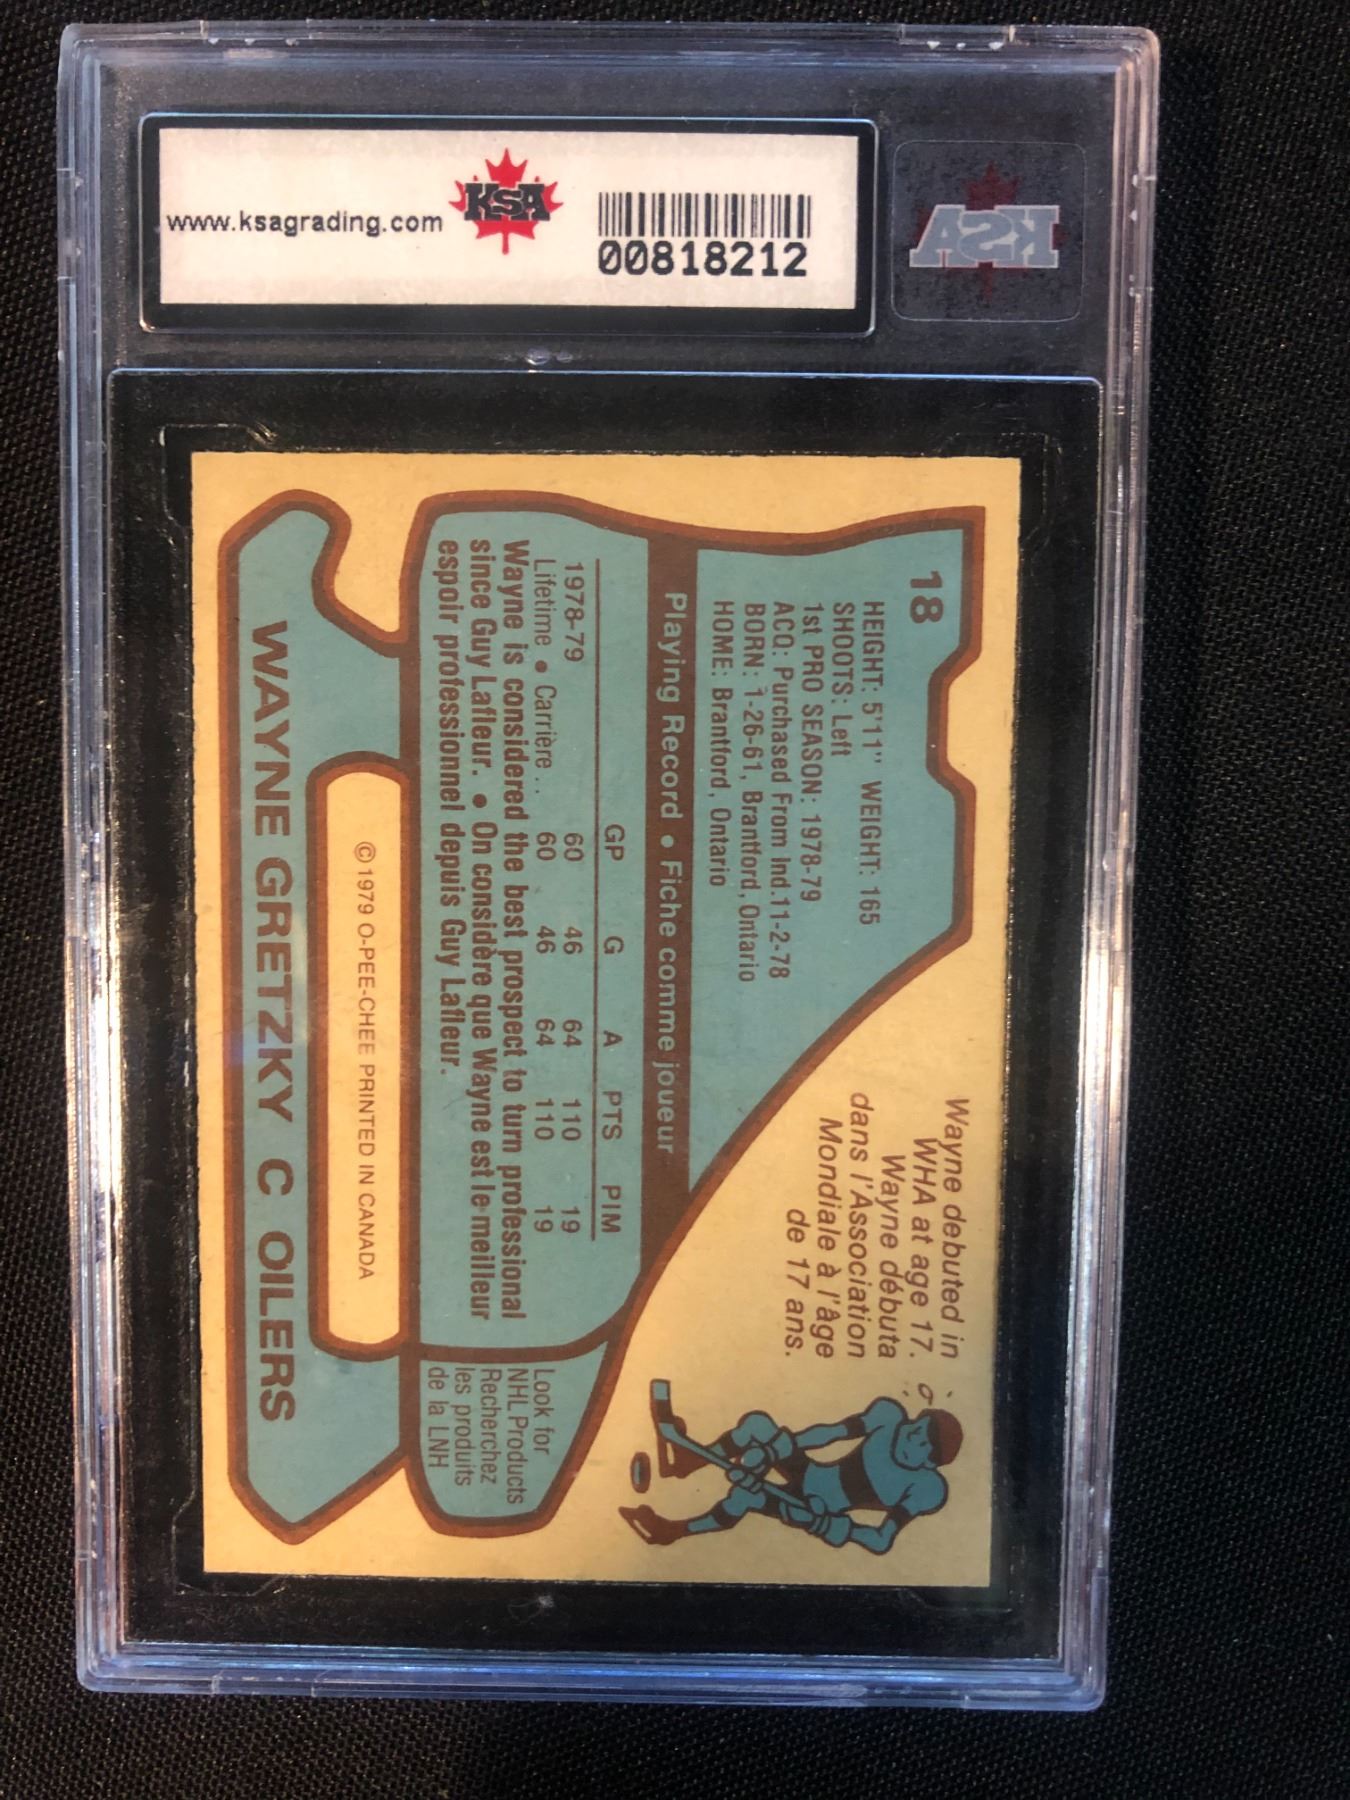 www.ksagrading.com
KSA
00818212
KSA
18
HEIGHT: 5'11" WEIGHT: 165
SHOOTS: Left
1st PRO SEASON: 1978-79
ACQ: Purchased From Ind.11-2-78
BORN: 1-26-61, Brantford, Ontario
HOME: Brantford, Ontario
Wayne debuted in
WHA at age 17.
Wayne débuta
dans l'Association
Mondiale à l'âge
de 17 ans.
Playing Record • Fiche comme joueur
GP G A PTS PIM
1978-79 60 46 64 110 19
Lifetime • Carrière .. 60 46 64 110 19
Wayne is considered the best prospect to turn professional
since Guy Lafleur. • On considère que Wayne est le meilleur
espoir professionnel depuis Guy Lafleur.
Look for
NHL Products
Recherchez
les produits
de la LNH
©1979 O-PEE-CHEE PRINTED IN CANADA
WAYNE GRETZKY C OILERS